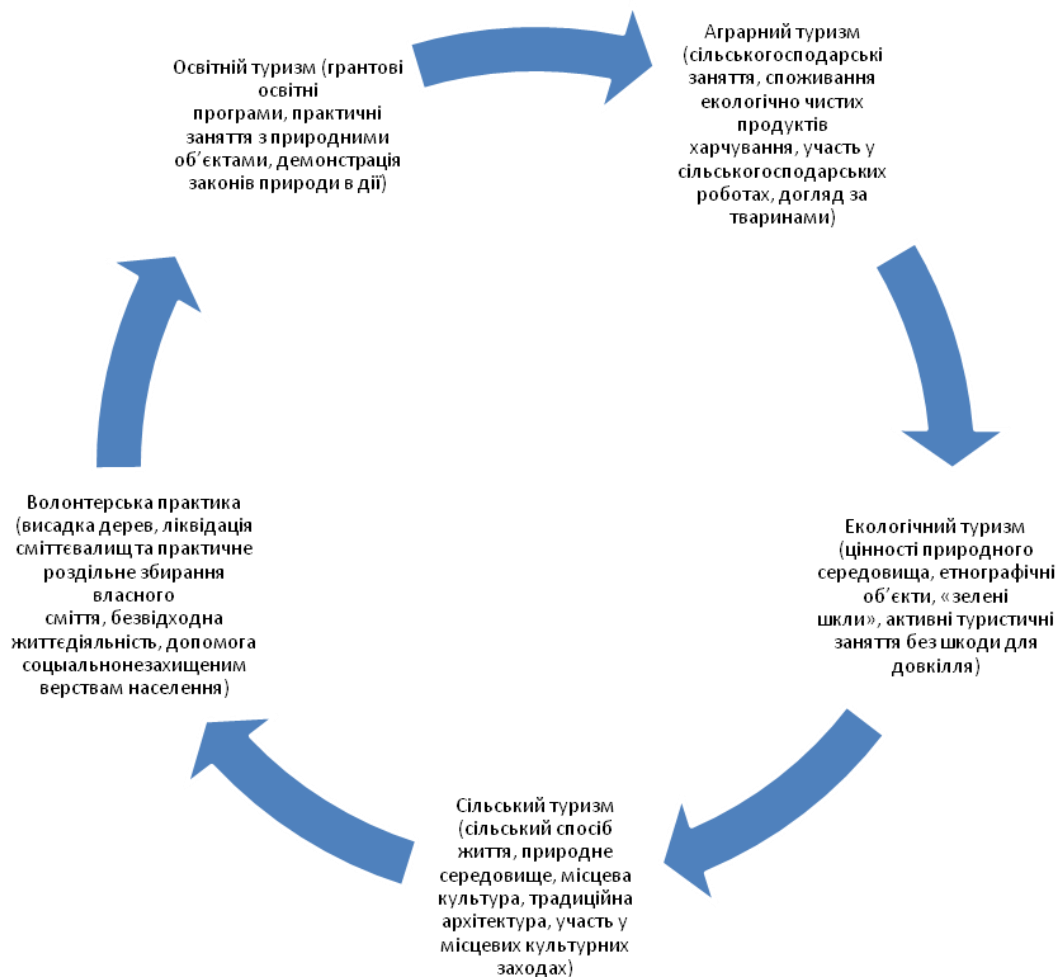 Освітній туризм (грантові
освітні
програми, практичні
заняття з природними
об’єктами, демонстрація
законів природи в дії)
Аграрний туризм
(сільськогосподарські
заняття, споживання
екологічно чистих
продуктів
харчування, участь у
сільськогосподарських
роботах, догляд за
тваринами)
Екологічний туризм
(цінності природного
середовища, етнографічні
об’єкти, «зелені
шкли», активні туристичні
заняття без шкоди для
довкілля)
Сільський туризм
(сільський спосіб
життя, природне
середовище, місцева
культура, традиційна
архітектура, участь у
місцевих культурних
заходах)
Волонтерська практика
(висадка дерев, ліквідація
сміттєвалищ та практичне
роздільне збирання
власного
сміття, безвідходна
життєдіяльність, допомога
соцыальнонезахищеним
верствам населення)